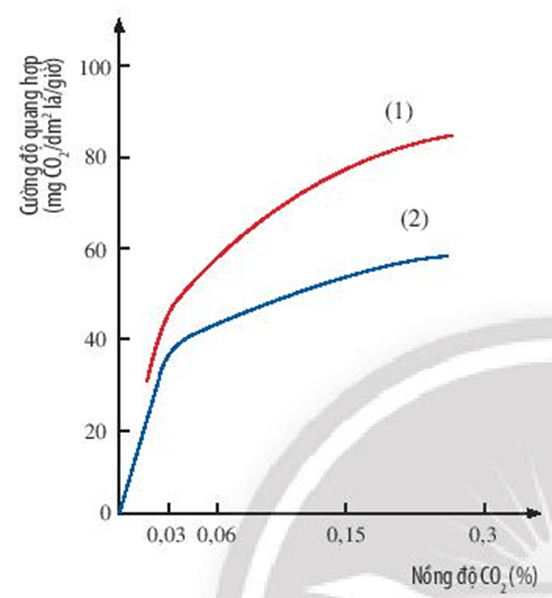 Cường độ quang hợp
(mg CO₂/dm² lá/giờ)
100
80
60
40
20
0
(1)
(2)
0,03 0,06 0,15 0,3
Nồng độ CO₂ (%)